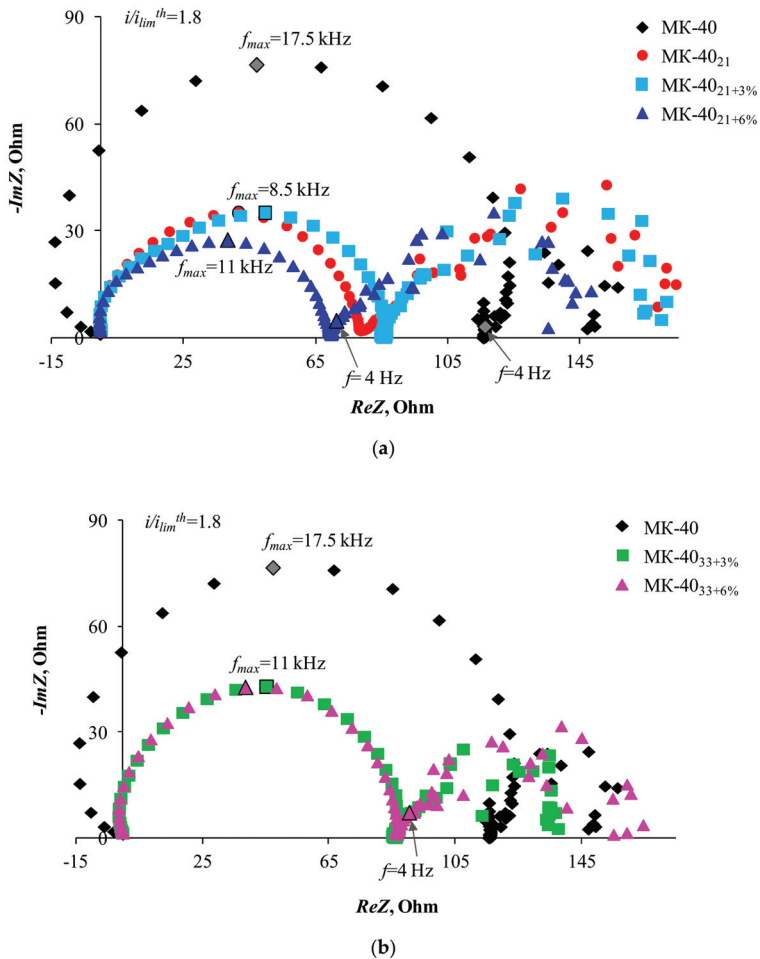 i/i_lim^th=1.8
f_max=17.5 kHz
MK-40
MK-40_21
MK-40_21+3%
MK-40_21+6%
90
60
30
0
-ImZ, Ohm
f_max=8.5 kHz
f_max=11 kHz
-15
25
65
105
145
f= 4 Hz
f=4 Hz
ReZ, Ohm
(a)
i/i_lim^th=1.8
f_max=17.5 kHz
MK-40
MK-40_33+3%
MK-40_33+6%
90
60
30
0
-ImZ, Ohm
f_max=11 kHz
-15
25
65
105
145
f=4 Hz
ReZ, Ohm
(b)